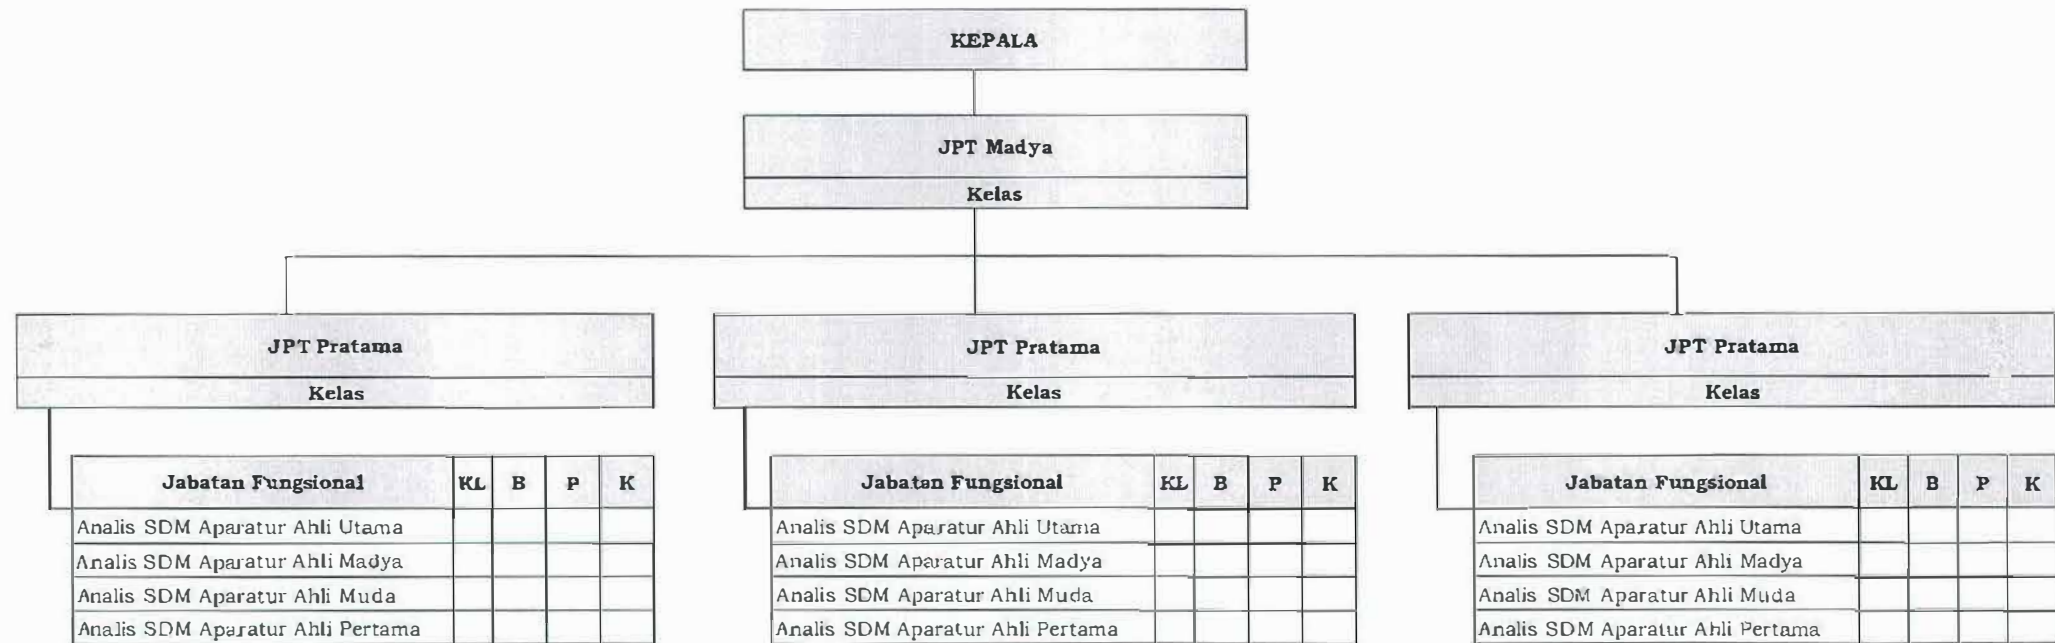 KEPALA
JPT Madya
Kelas
JPT Pratama
Kelas
Jabatan Fungsional KL B P K
Analis SDM Aparatur Ahli Utama
Analis SDM Aparatur Ahli Madya
Analis SDM Aparatur Ahli Muda
Analis SDM Aparatur Ahli Pertama
JPT Pratama
Kelas
Jabatan Fungsional KL B P K
Analis SDM Aparatur Ahli Utama
Analis SDM Aparatur Ahli Madya
Analis SDM Aparatur Ahli Muda
Analis SDM Aparatur Ahli Pertama
JPT Pratama
Kelas
Jabatan Fungsional KL B P K
Analis SDM Aparatur Ahli Utama
Analis SDM Aparatur Ahli Madya
Analis SDM Aparatur Ahli Muda
Analis SDM Aparatur Ahli Pertama